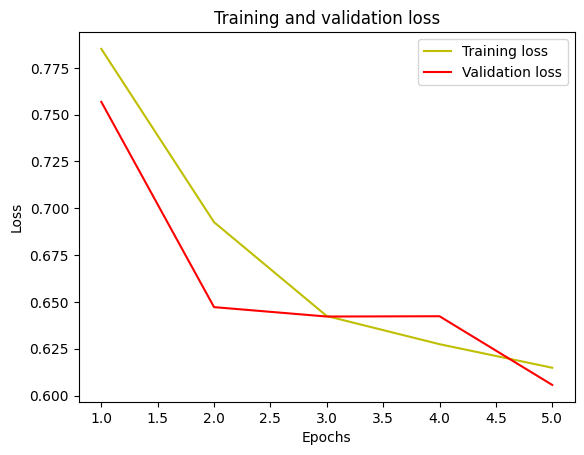 Training and validation loss
Training loss
Validation loss
Loss
0.775
0.750
0.725
0.700
0.675
0.650
0.625
0.600
1.0 1.5 2.0 2.5 3.0 3.5 4.0 4.5 5.0
Epochs